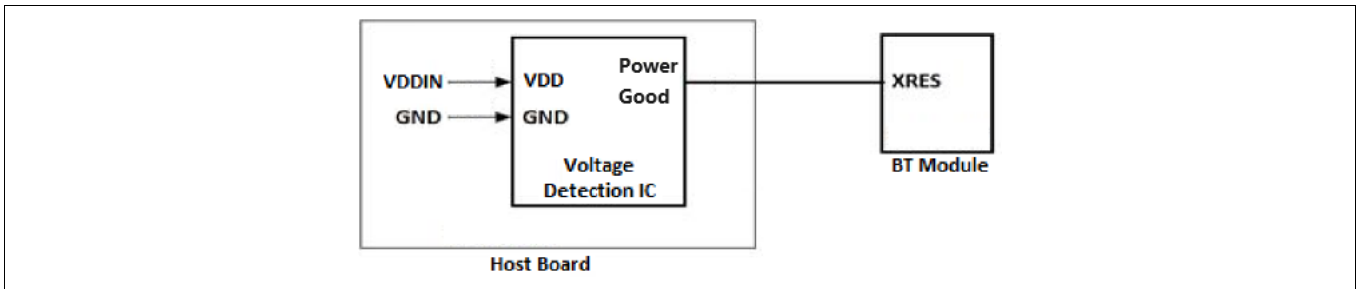 VDDIN
VDD
Power
Good
XRES
GND
GND
Voltage
Detection IC
BT Module
Host Board